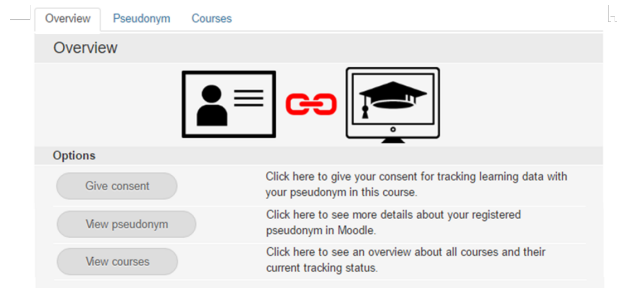 Overview Pseudonym Courses
Overview
Options
Give consent
Click here to give your consent for tracking learning data with
your pseudonym in this course.
View pseudonym
Click here to see more details about your registered
pseudonym in Moodle.
View courses
Click here to see an overview about all courses and their
current tracking status.